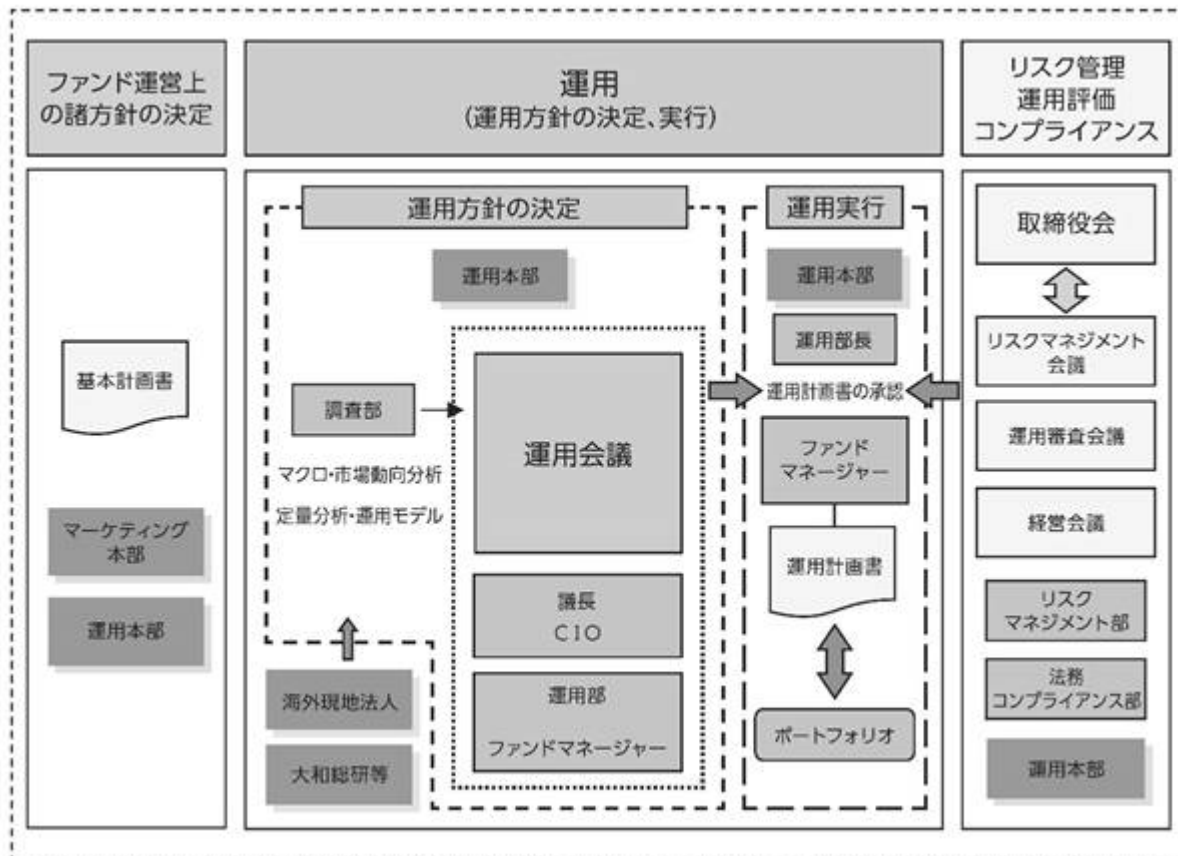 ファンド運営上
の諸方針の決定
運用
(運用方針の決定、実行)
リスク管理
運用評価
コンプライアンス
基本計画書
マーケティング
本部
運用本部
運用方針の決定
運用本部
調査部
マクロ・市場動向分析
定量分析・運用モデル
運用会議
議長
CIO
運用部
ファンドマネージャー
海外現地法人
大和総研等
運用実行
運用本部
運用部長
運用計画書の承認
ファンド
マネージャー
運用計画書
ポートフォリオ
取締役会
リスクマネジメント
会議
運用審査会議
経営会議
リスク
マネジメント部
法務
コンプライアンス部
運用本部